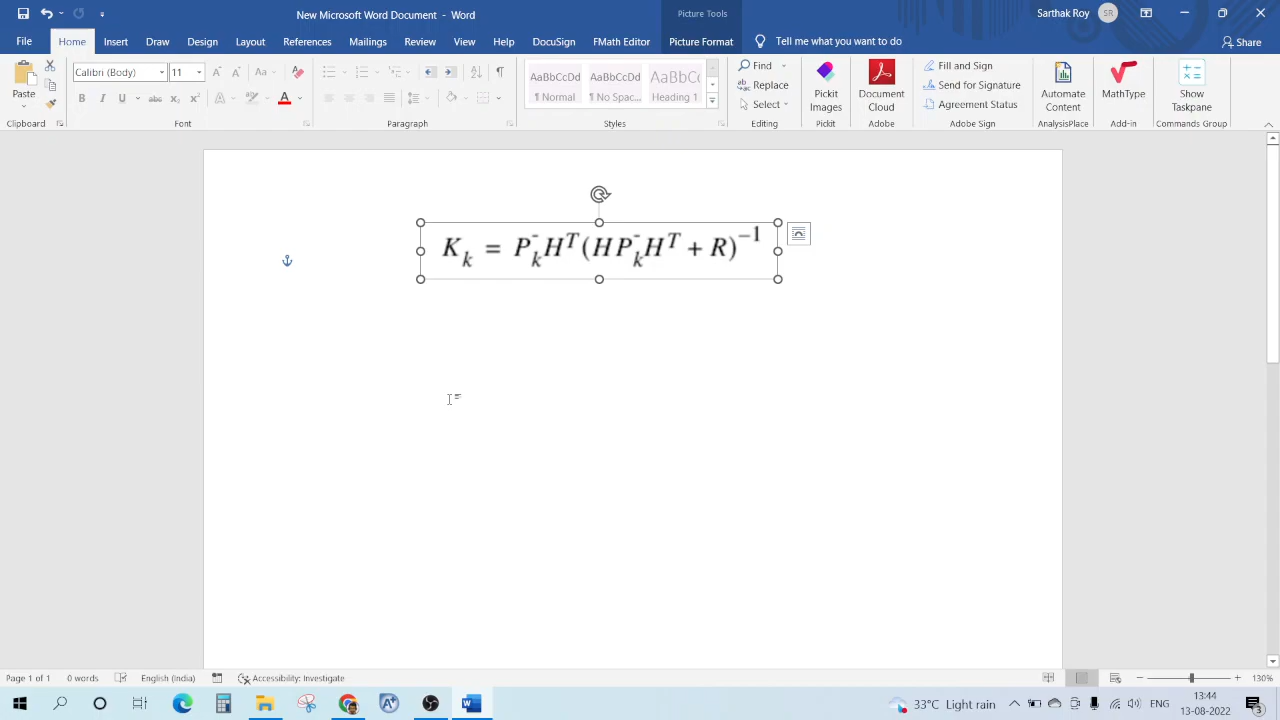 New Microsoft Word Document - Word
Picture Tools
Sarthak Roy
SR
File Home Insert Draw Design Layout References Mailings Review View Help DocuSign FMath Editor Picture Format Tell me what you want to do Share
Paste
Calibri (Body) 11
AaBbCcDd AaBbCcDd AaBbCc
¶ Normal ¶ No Spac... Heading 1
Find
Replace
Select
Pickit Images
Document Cloud
Fill and Sign
Send for Signature
Agreement Status
Automate Content
MathType
Show Taskpane
Clipboard Font Paragraph Styles Editing Pickit Adobe Adobe Sign AnalysisPlace Add-in Commands Group
K_k = P_k^- H^T (H P_k^- H^T + R)^{-1}
Page 1 of 1 0 words English (India) Accessibility: Investigate 130%
33°C Light rain ENG 13:44
13-08-2022
3